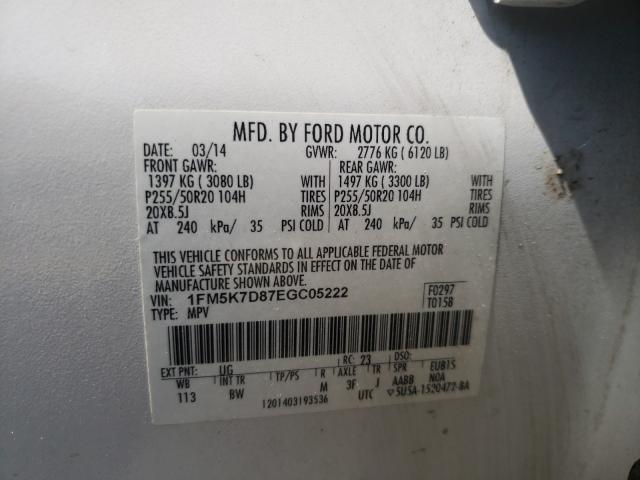 MFD. BY FORD MOTOR CO.
DATE: 03/14 GVWR: 2776 KG ( 6120 LB)
FRONT GAWR: REAR GAWR:
1397 KG ( 3080 LB) WITH 1497 KG ( 3300 LB) WITH
P255/50R20 104H TIRES P255/50R20 104H TIRES
20X8.5J RIMS 20X8.5J RIMS
AT 240 kPa/ 35 PSI COLD AT 240 kPa/ 35 PSI COLD
THIS VEHICLE CONFORMS TO ALL APPLICABLE FEDERAL MOTOR
VEHICLE SAFETY STANDARDS IN EFFECT ON THE DATE OF
MANUFACTURE SHOWN ABOVE.
VIN: 1FM5K7D87EGC05222 F0297
TYPE: MPV T0158
EXT PNT: UG RC: 23 DSO:
WB INT TR TP/PS R AXLE TR SPR EUB1S
113 BW M 3F J AABB N0A
1201403193536 UTC 5U5A-1520472-BA